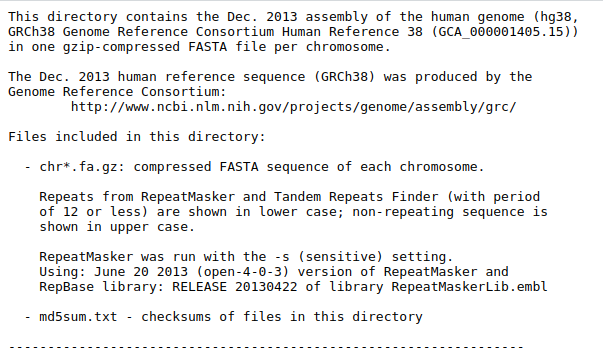 This directory contains the Dec. 2013 assembly of the human genome (hg38,
GRCh38 Genome Reference Consortium Human Reference 38 (GCA_000001405.15))
in one gzip-compressed FASTA file per chromosome.

The Dec. 2013 human reference sequence (GRCh38) was produced by the
Genome Reference Consortium:
        http://www.ncbi.nlm.nih.gov/projects/genome/assembly/grc/

Files included in this directory:

  - chr*.fa.gz: compressed FASTA sequence of each chromosome.

    Repeats from RepeatMasker and Tandem Repeats Finder (with period
    of 12 or less) are shown in lower case; non-repeating sequence is
    shown in upper case.

    RepeatMasker was run with the -s (sensitive) setting.
    Using: June 20 2013 (open-4-0-3) version of RepeatMasker and
    RepBase library: RELEASE 20130422 of library RepeatMaskerLib.embl

  - md5sum.txt - checksums of files in this directory

------------------------------------------------------------------